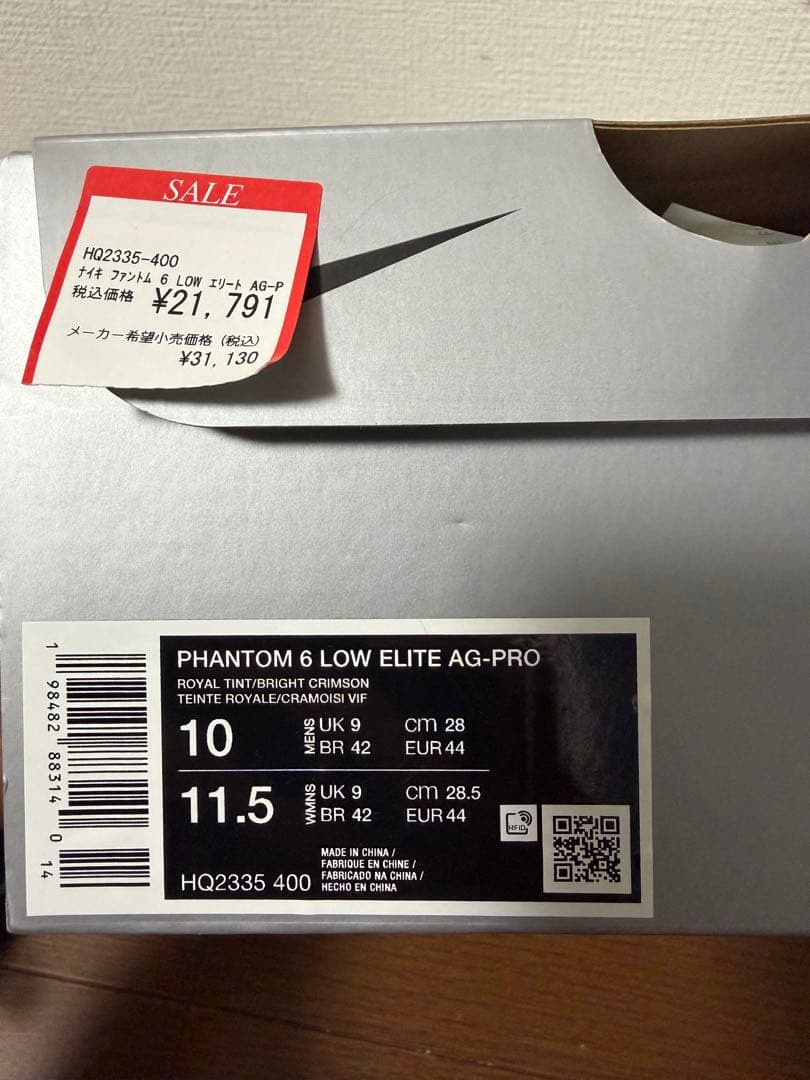 SALE
HQ2335-400
ナイキ ファントム 6 LOW エリート AG-P
税込価格 ¥21,791
メーカー希望小売価格(税込)
¥31,130
PHANTOM 6 LOW ELITE AG-PRO
ROYAL TINT/BRIGHT CRIMSON
TEINTE ROYALE/CRAMOISI VIF
10 MENS UK 9 cm 28
BR 42 EUR 44
11.5 WMNS UK 9 cm 28.5
BR 42 EUR 44
RFID
HQ2335 400
MADE IN CHINA /
FABRIQUE EN CHINE /
FABRICADO NA CHINA /
HECHO EN CHINA
1 98482 88314 0 14